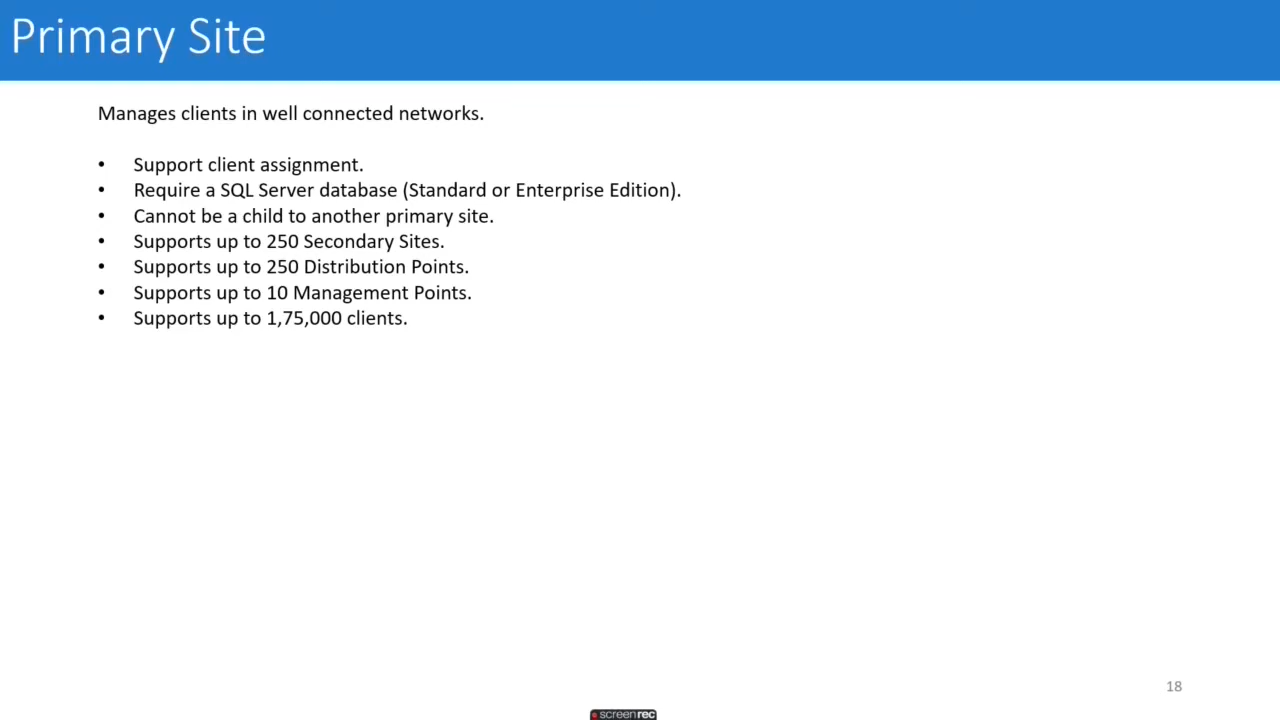 Primary Site
Manages clients in well connected networks.
• Support client assignment.
• Require a SQL Server database (Standard or Enterprise Edition).
• Cannot be a child to another primary site.
• Supports up to 250 Secondary Sites.
• Supports up to 250 Distribution Points.
• Supports up to 10 Management Points.
• Supports up to 1,75,000 clients.
18
screenrec